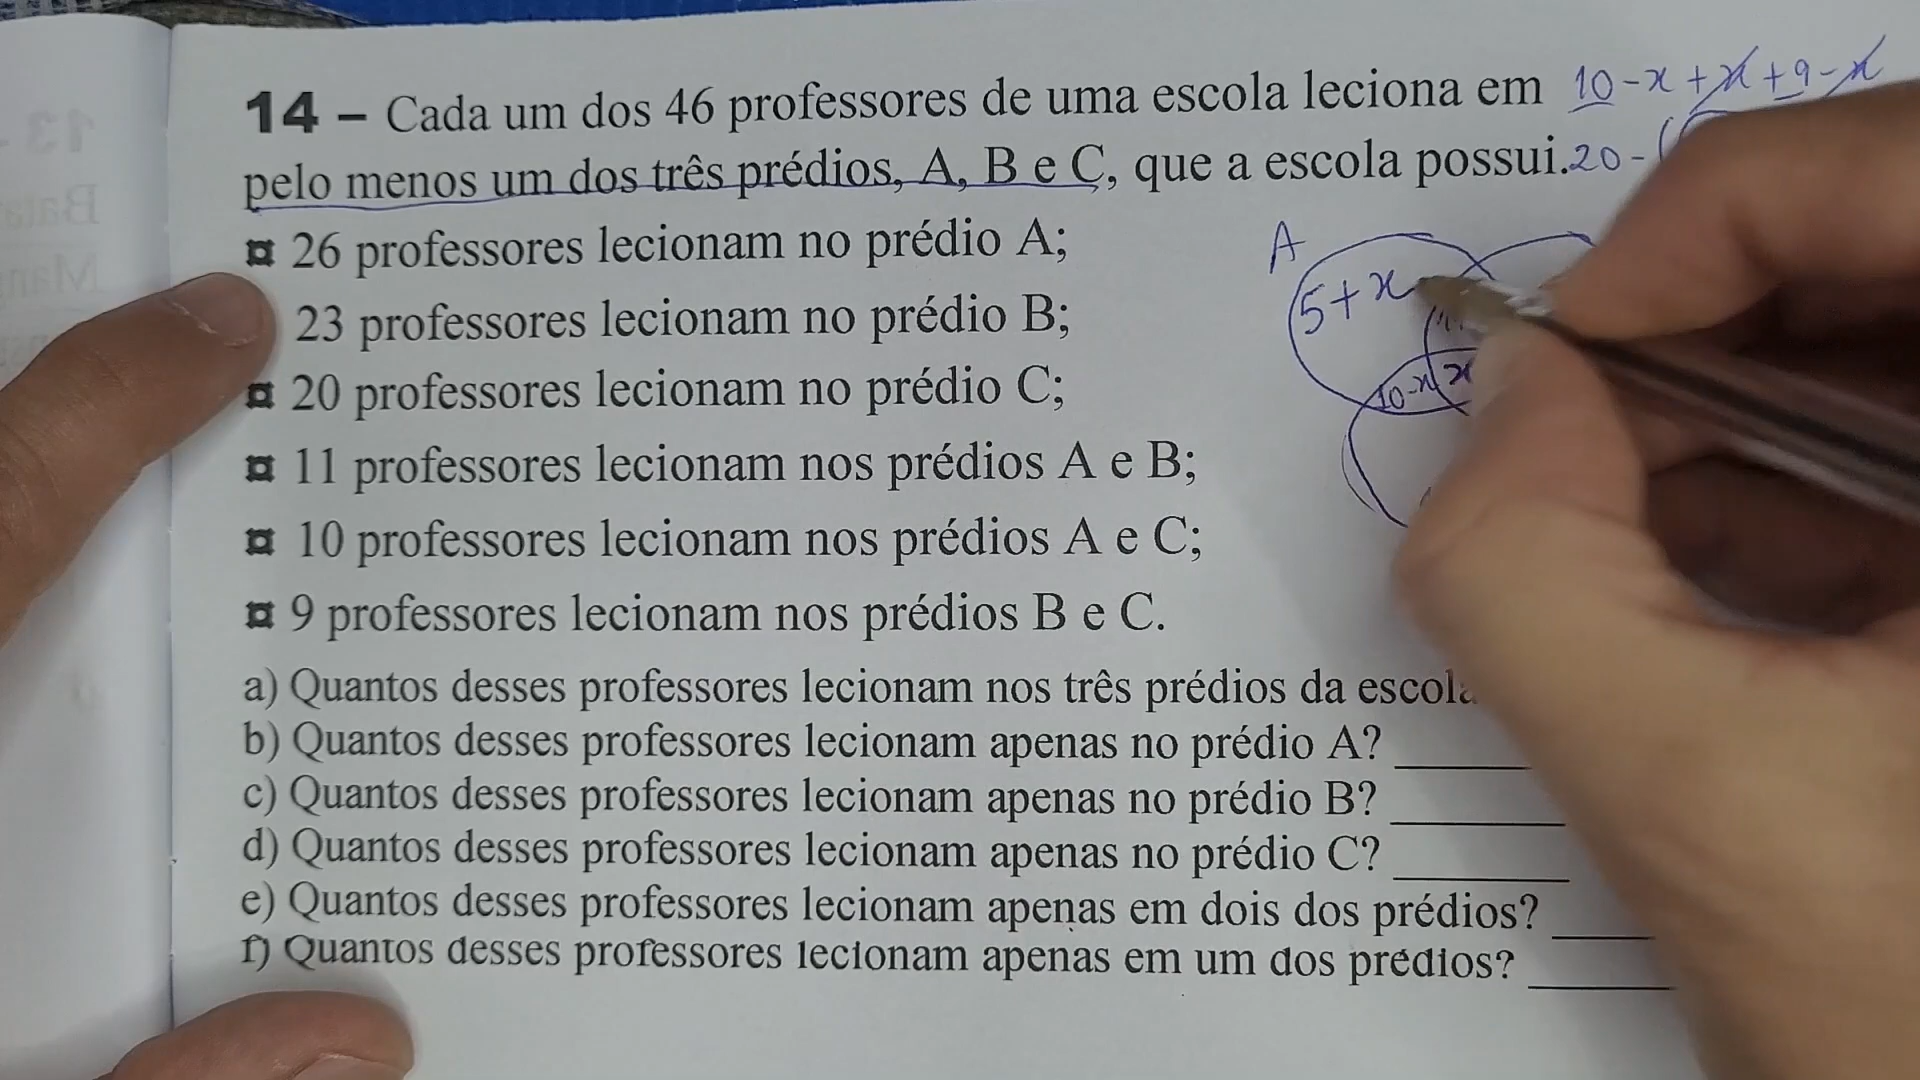 14 – Cada um dos 46 professores de uma escola leciona em 10-x+x+9-x
pelo menos um dos três prédios, A, B e C, que a escola possui. 20-(
¤ 26 professores lecionam no prédio A;
23 professores lecionam no prédio B;
¤ 20 professores lecionam no prédio C;
¤ 11 professores lecionam nos prédios A e B;
¤ 10 professores lecionam nos prédios A e C;
¤ 9 professores lecionam nos prédios B e C.
A
5+x
10-x x
a) Quantos desses professores lecionam nos três prédios da
b) Quantos desses professores lecionam apenas no prédio A?
c) Quantos desses professores lecionam apenas no prédio B?
d) Quantos desses professores lecionam apenas no prédio C?
e) Quantos desses professores lecionam apenas em dois dos prédios?
f) Quantos desses professores lecionam apenas em um dos prédios?